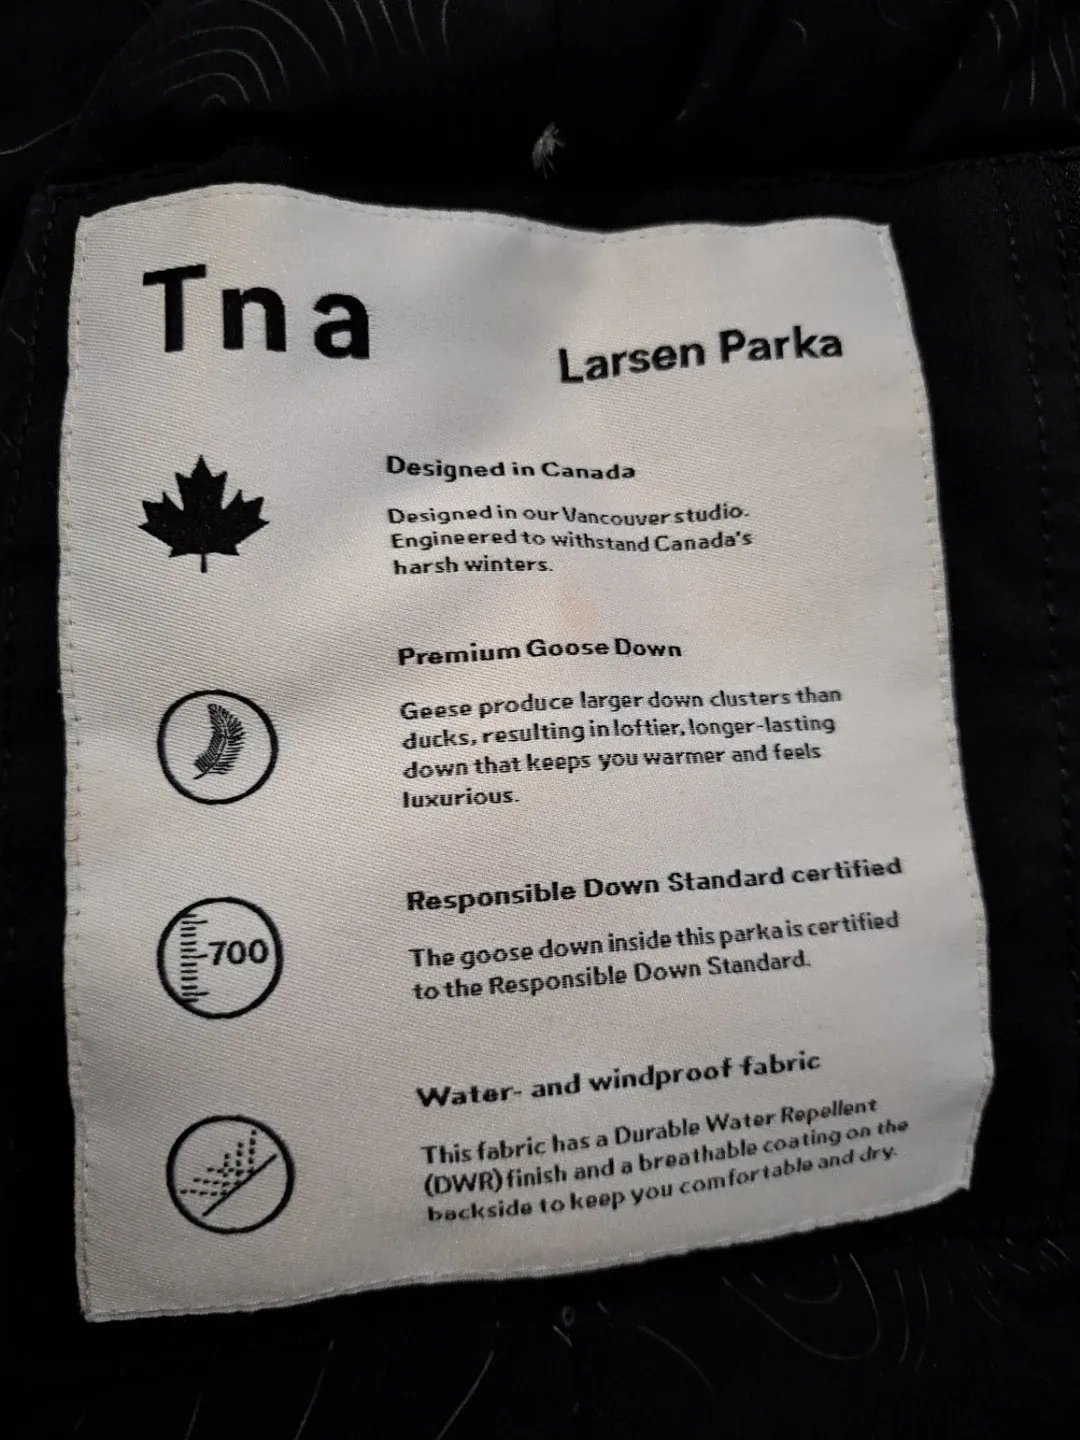 Tna
Larsen Parka
Designed in Canada
Designed in our Vancouver studio.
Engineered to withstand Canada's
harsh winters.
Premium Goose Down
Geese produce larger down clusters than
ducks, resulting in loftier, longer-lasting
down that keeps you warmer and feels
luxurious.
700
Responsible Down Standard certified
The goose down inside this parka is certified
to the Responsible Down Standard.
Water- and windproof fabric
This fabric has a Durable Water Repellent
(DWR) finish and a breathable coating on the
backside to keep you comfortable and dry.